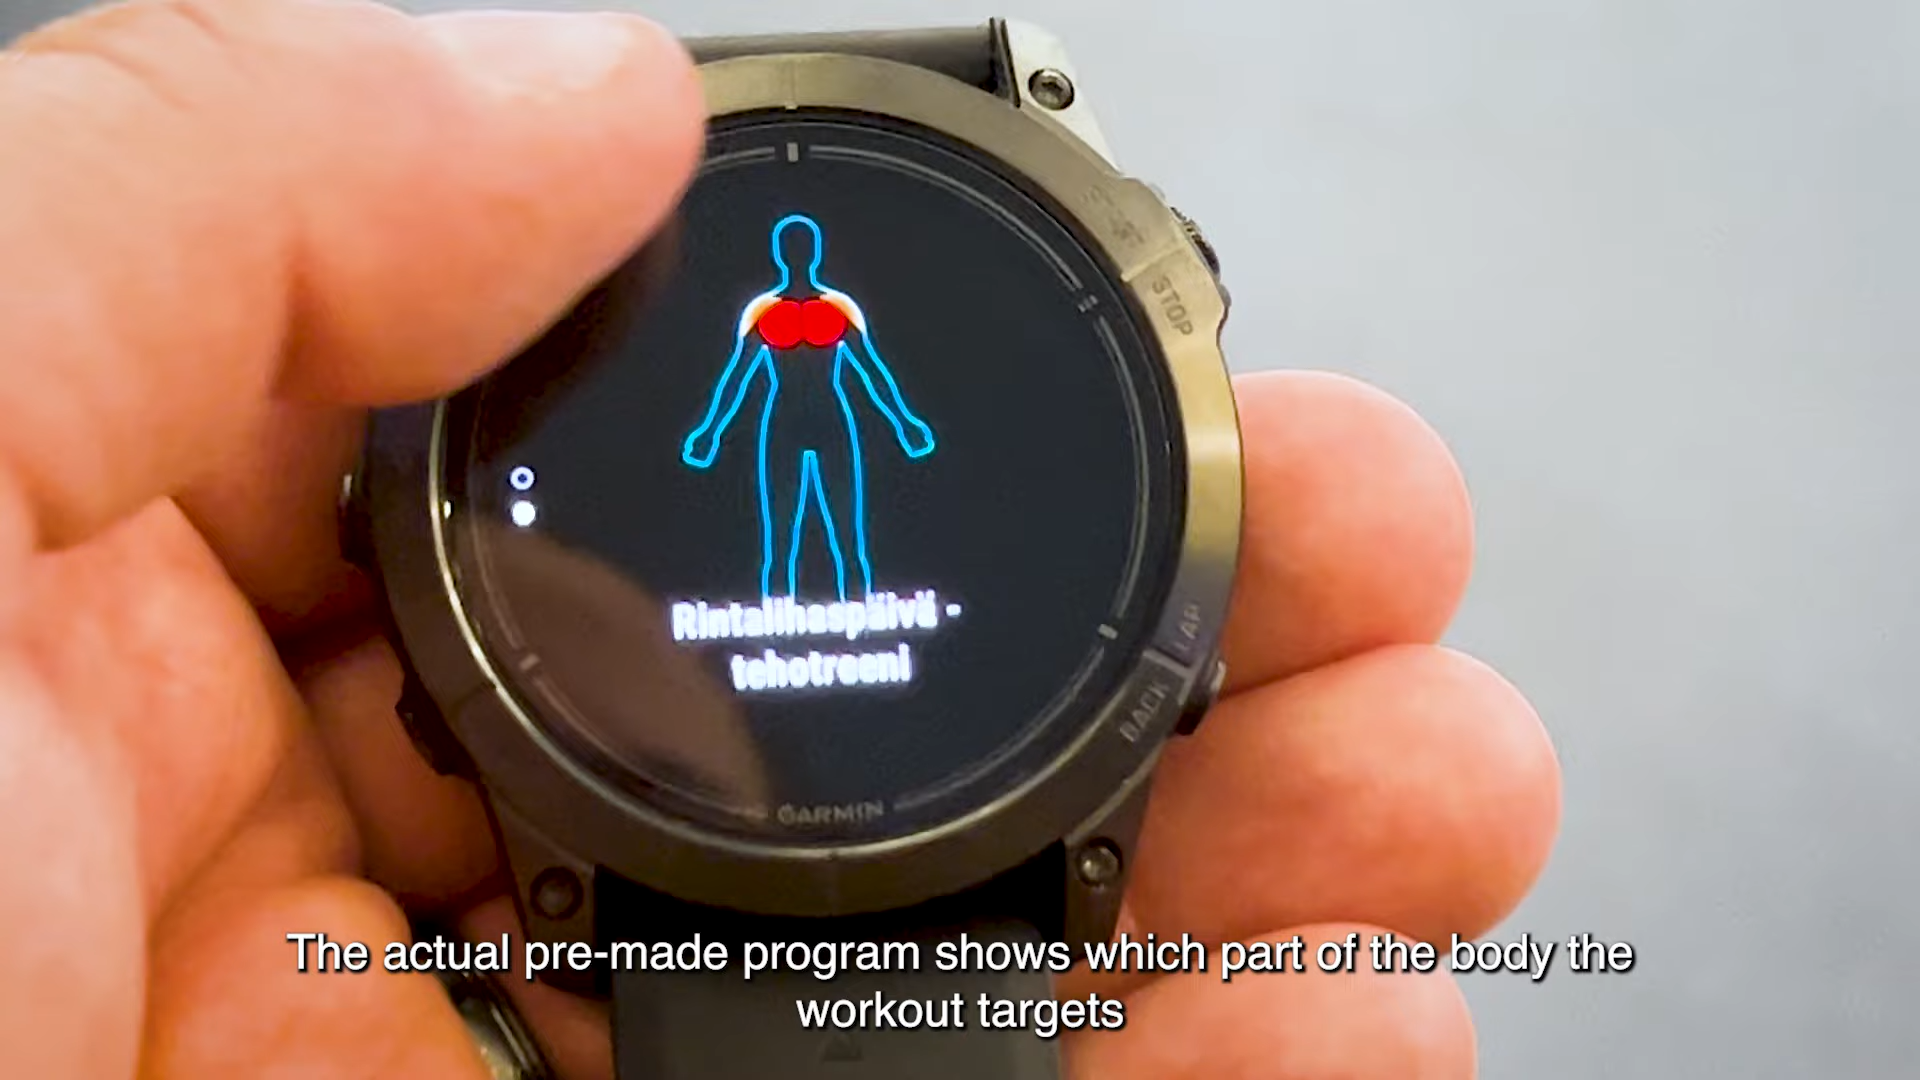 STOP
Rintalihaspäivä -
tehotreeni
LAP
BACK
GARMIN
The actual pre-made program shows which part of the body the
workout targets